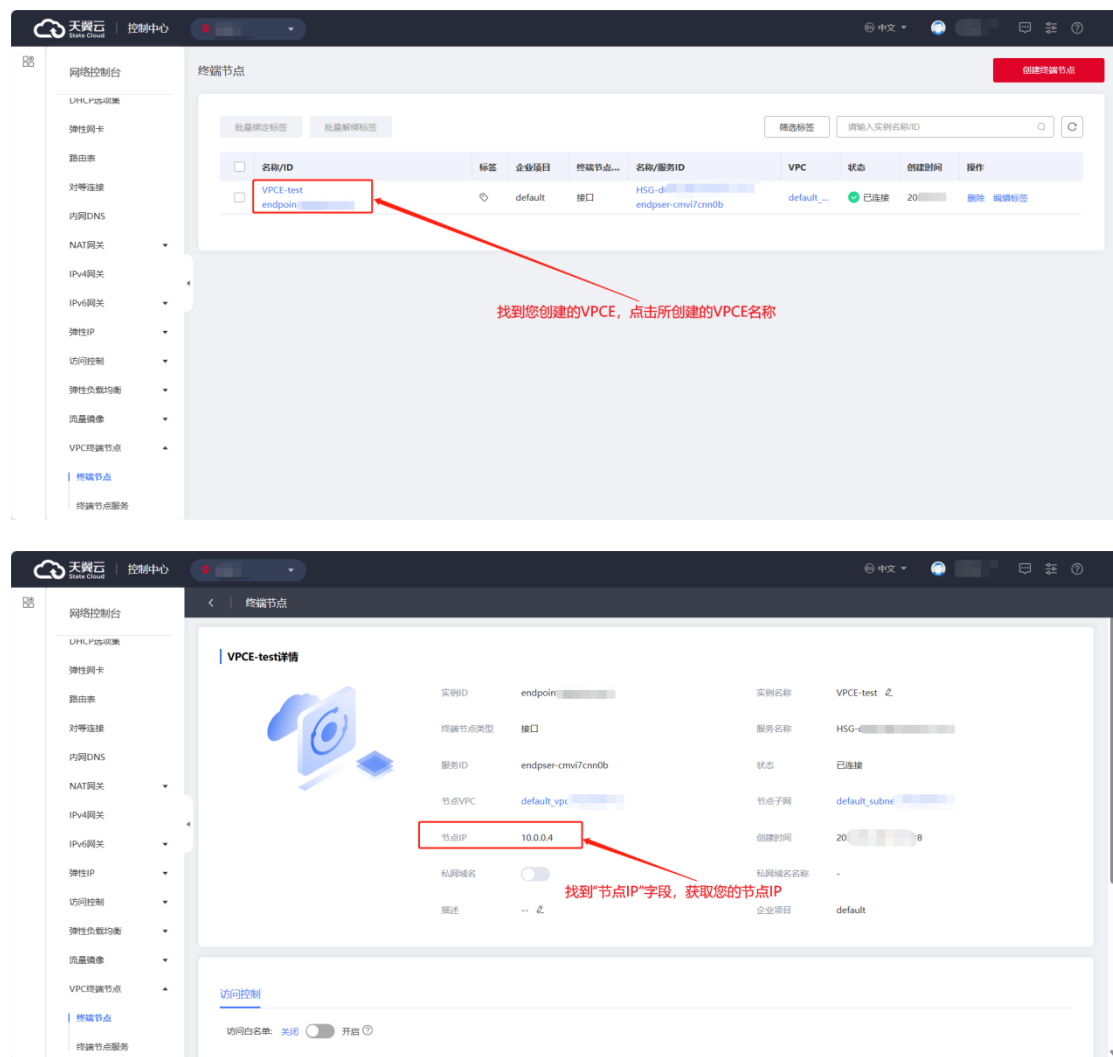 天翼云 State Cloud 控制中心 中文
网络控制台
终端节点
创建终端节点
DHCP选项集
弹性网卡
路由表
对等连接
内网DNS
NAT网关
IPv4网关
IPv6网关
弹性IP
访问控制
弹性负载均衡
流量镜像
VPC终端节点
终端节点
终端节点服务
批量绑定标签 批量解绑标签 筛选标签 请输入实例名称/ID
名称/ID 标签 企业项目 终端节点... 名称/服务ID VPC 状态 创建时间 操作
VPCE-test HSG-d
endpoin default 接口 endpser-cmvi7cnn0b default_... 已连接 20 删除 编辑标签
找到您创建的VPCE，点击所创建的VPCE名称
天翼云 State Cloud 控制中心 中文
网络控制台
终端节点
DHCP选项集
弹性网卡
路由表
对等连接
内网DNS
NAT网关
IPv4网关
IPv6网关
弹性IP
访问控制
弹性负载均衡
流量镜像
VPC终端节点
终端节点
终端节点服务
VPCE-test详情
实例ID endpoin 实例名称 VPCE-test
终端节点类型 接口 服务名称 HSG-
服务ID endpser-cmvi7cnn0b 状态 已连接
节点VPC default_vpc 节点子网 default_subne
节点IP 10.0.0.4 创建时间 20 8
私网域名 私网域名名称 -
找到“节点IP”字段，获取您的节点IP
描述 -- 企业项目 default
访问控制
访问白名单: 关闭 开启